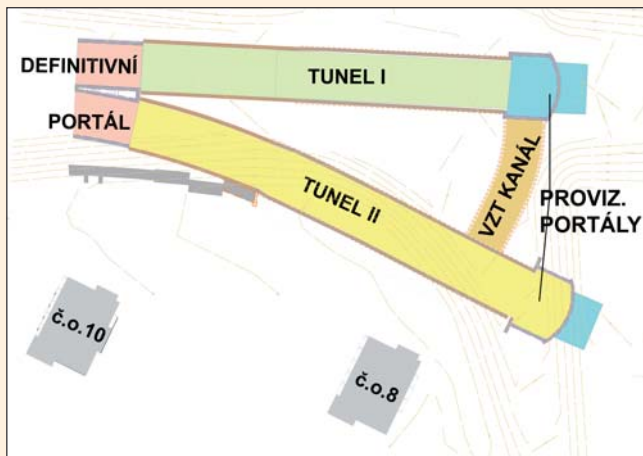 DEFINITIVNÍ
PORTÁL
TUNEL I
TUNEL II
VZT KANÁL
PROVIZ.
PORTÁLY
č.o.10
č.o.8